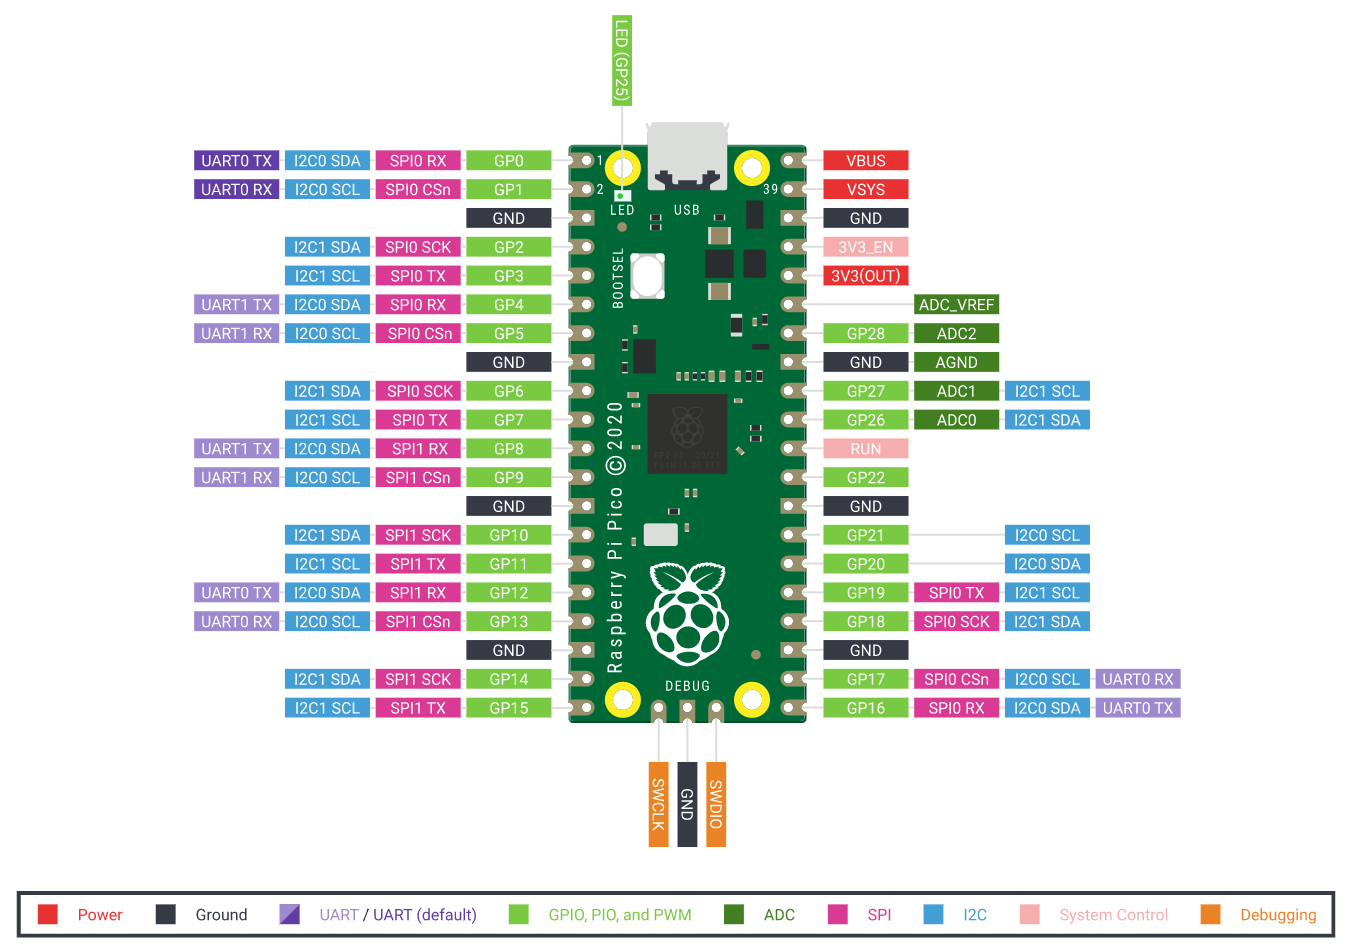 LED (GP25)
UART0 TX I2C0 SDA SPI0 RX GP0 1 VBUS
UART0 RX I2C0 SCL SPI0 CSn GP1 2 39 VSYS
LED USB
GND GND
I2C1 SDA SPI0 SCK GP2 3V3_EN
I2C1 SCL SPI0 TX GP3 3V3(OUT)
BOOTSEL
UART1 TX I2C0 SDA SPI0 RX GP4 ADC_VREF
UART1 RX I2C0 SCL SPI0 CSn GP5 GP28 ADC2
GND GND AGND
I2C1 SDA SPI0 SCK GP6 GP27 ADC1 I2C1 SCL
I2C1 SCL SPI0 TX GP7 GP26 ADC0 I2C1 SDA
UART1 TX I2C0 SDA SPI1 RX GP8 RUN
UART1 RX I2C0 SCL SPI1 CSn GP9 GP22
GND GND
I2C1 SDA SPI1 SCK GP10 GP21 I2C0 SCL
I2C1 SCL SPI1 TX GP11 GP20 I2C0 SDA
UART0 TX I2C0 SDA SPI1 RX GP12 GP19 SPI0 TX I2C1 SCL
UART0 RX I2C0 SCL SPI1 CSn GP13 GP18 SPI0 SCK I2C1 SDA
GND GND
Raspberry Pi Pico © 2020
I2C1 SDA SPI1 SCK GP14 GP17 SPI0 CSn I2C0 SCL UART0 RX
DEBUG
I2C1 SCL SPI1 TX GP15 GP16 SPI0 RX I2C0 SDA UART0 TX
SWCLK GND SWDIO
Power Ground UART / UART (default) GPIO, PIO, and PWM ADC SPI I2C System Control Debugging